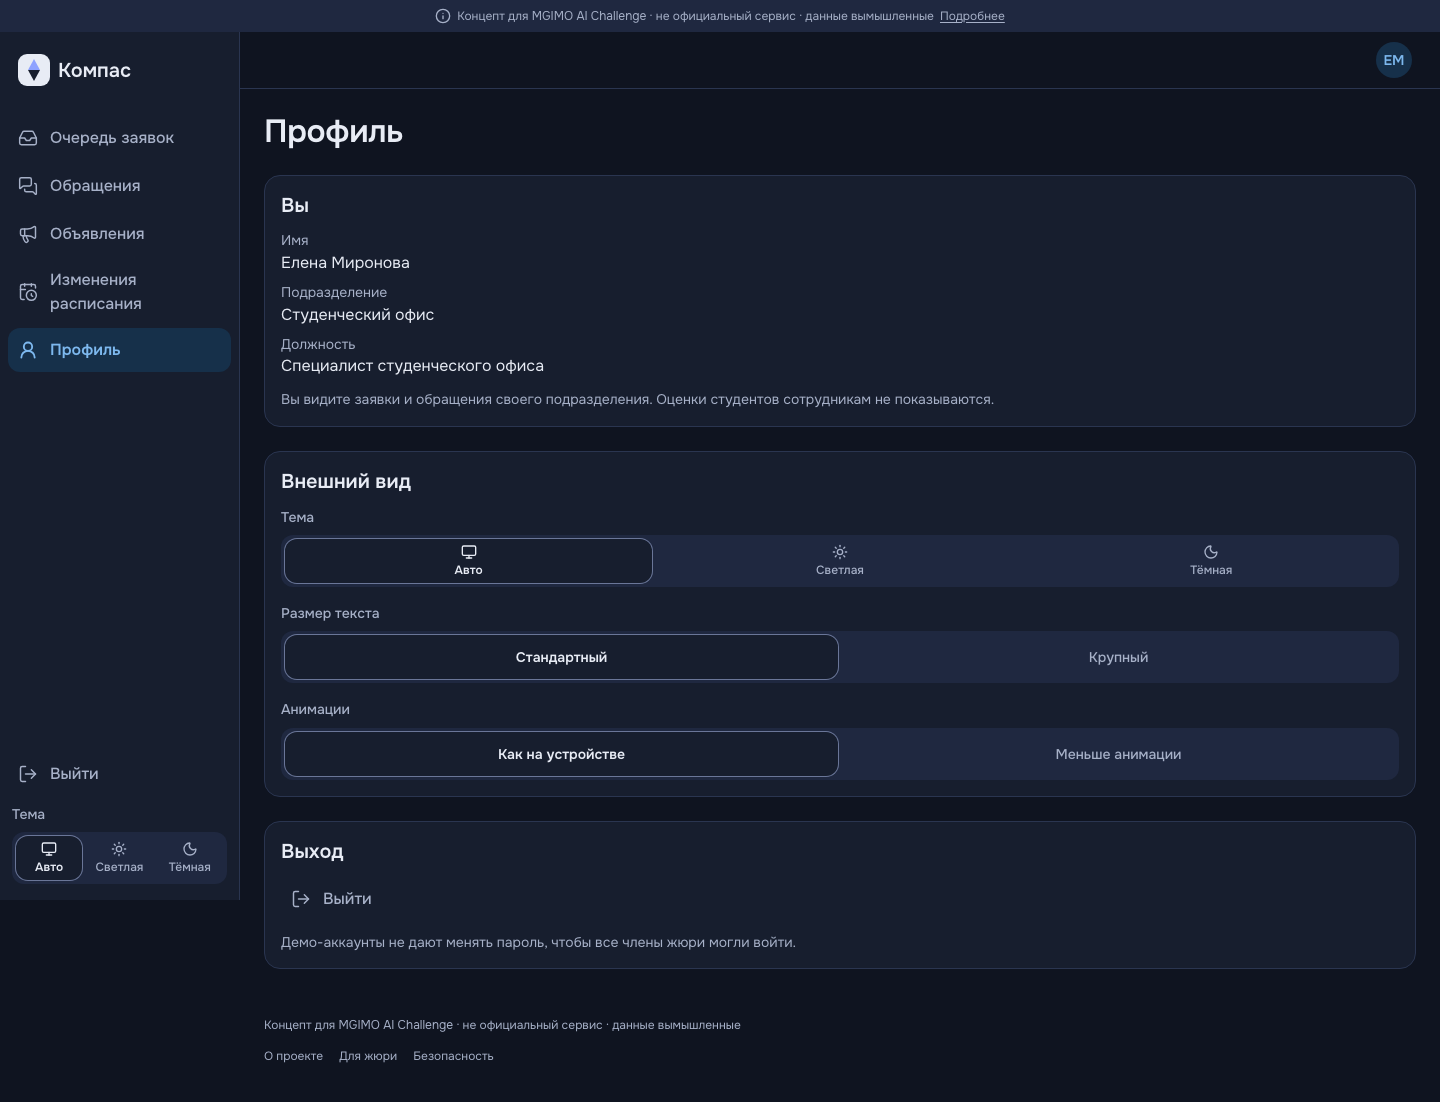 Концепт для MGIMO AI Challenge · не официальный сервис · данные вымышленные Подробнее
Компас
ЕМ
Очередь заявок
Обращения
Объявления
Изменения
расписания
Профиль
Выйти
Тема
Авто
Светлая
Тёмная
Профиль
Вы
Имя
Елена Миронова
Подразделение
Студенческий офис
Должность
Специалист студенческого офиса
Вы видите заявки и обращения своего подразделения. Оценки студентов сотрудникам не показываются.
Внешний вид
Тема
Авто
Светлая
Тёмная
Размер текста
Стандартный
Крупный
Анимации
Как на устройстве
Меньше анимации
Выход
Выйти
Демо-аккаунты не дают менять пароль, чтобы все члены жюри могли войти.
Концепт для MGIMO AI Challenge · не официальный сервис · данные вымышленные
О проекте
Для жюри
Безопасность